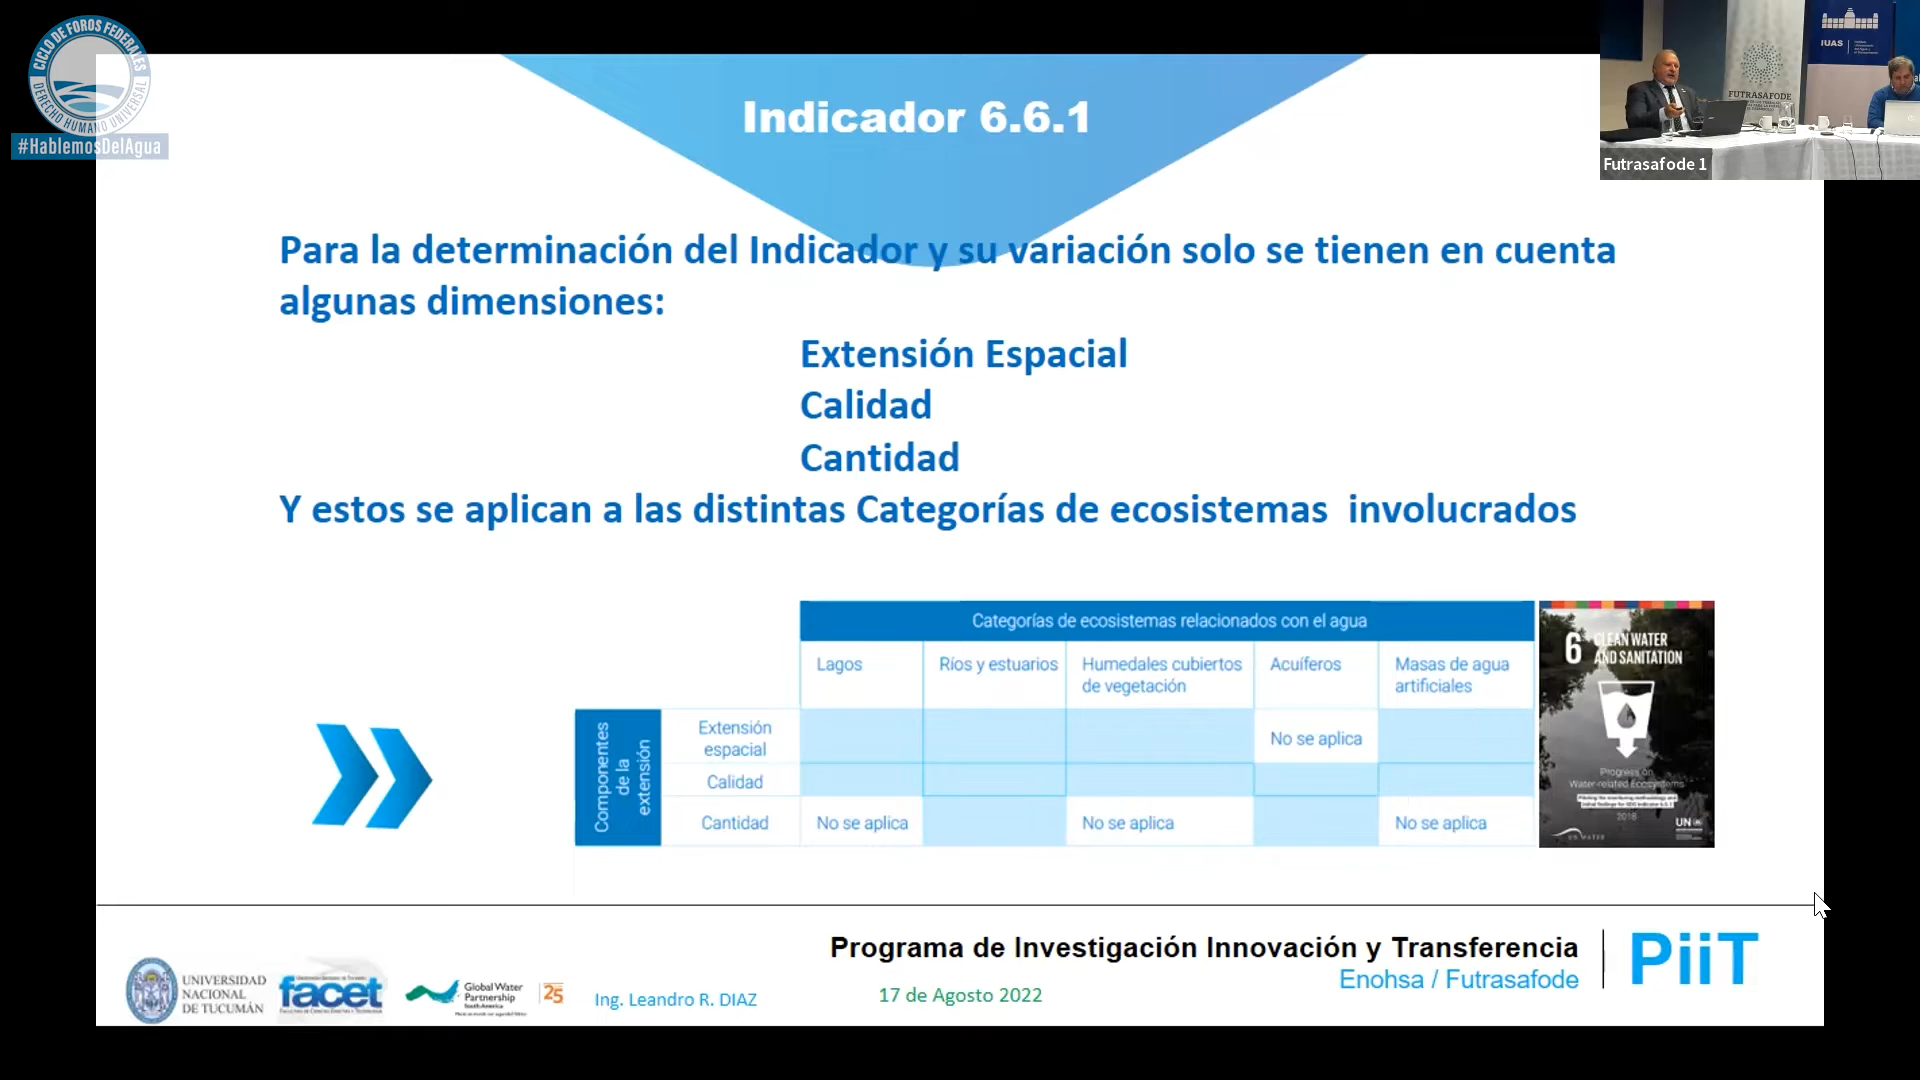 CICLO DE FOROS FEDERALES
DERECHO HUMANO UNIVERSAL
#HablemosDelAgua
Indicador 6.6.1
IUAS
FUTRASAFODE
Futrasafode 1
Para la determinación del Indicador y su variación solo se tienen en cuenta
algunas dimensiones:
Extensión Espacial
Calidad
Cantidad
Y estos se aplican a las distintas Categorías de ecosistemas involucrados
Categorías de ecosistemas relacionados con el agua
Lagos
Ríos y estuarios
Humedales cubiertos
de vegetación
Acuíferos
Masas de agua
artificiales
Componentes
de la
extensión
Extensión
espacial
No se aplica
Calidad
Cantidad
No se aplica
No se aplica
No se aplica
6 CLEAN WATER
AND SANITATION
Progress on
Water-related Ecosystems
2018
UN WATER
UN
Programa de Investigación Innovación y Transferencia
Enohsa / Futrasafode
PiiT
UNIVERSIDAD
NACIONAL
DE TUCUMÁN
facet
Global Water
Partnership
South America
25
Ing. Leandro R. DIAZ
17 de Agosto 2022